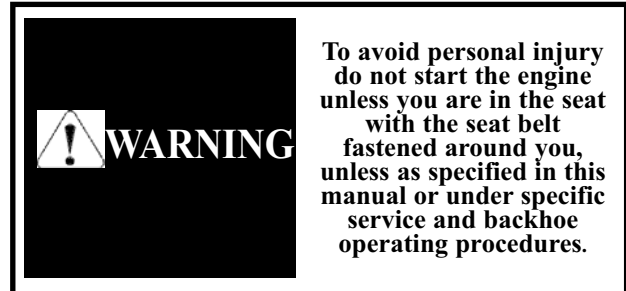 WARNING
To avoid personal injury
do not start the engine
unless you are in the seat
with the seat belt
fastened around you,
unless as specified in this
manual or under specific
service and backhoe
operating procedures.